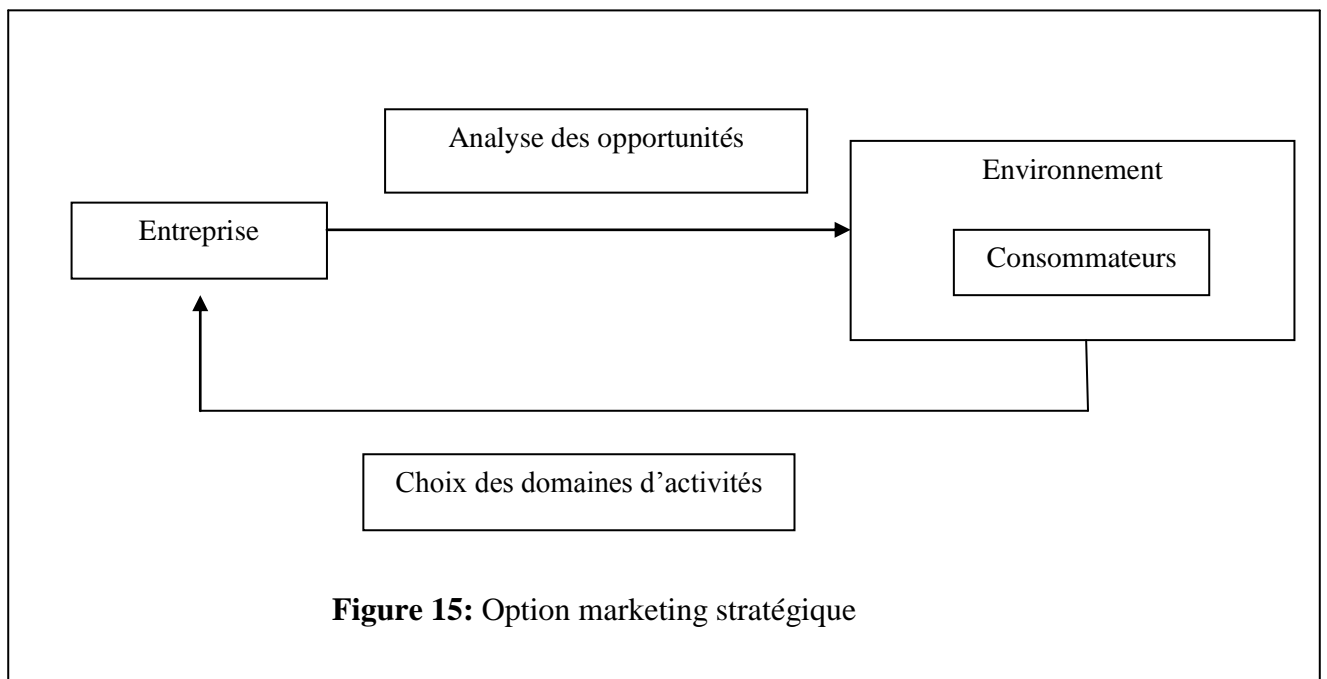 Analyse des opportunités
Environnement
Entreprise
Consommateurs
Choix des domaines d’activités
Figure 15: Option marketing stratégique